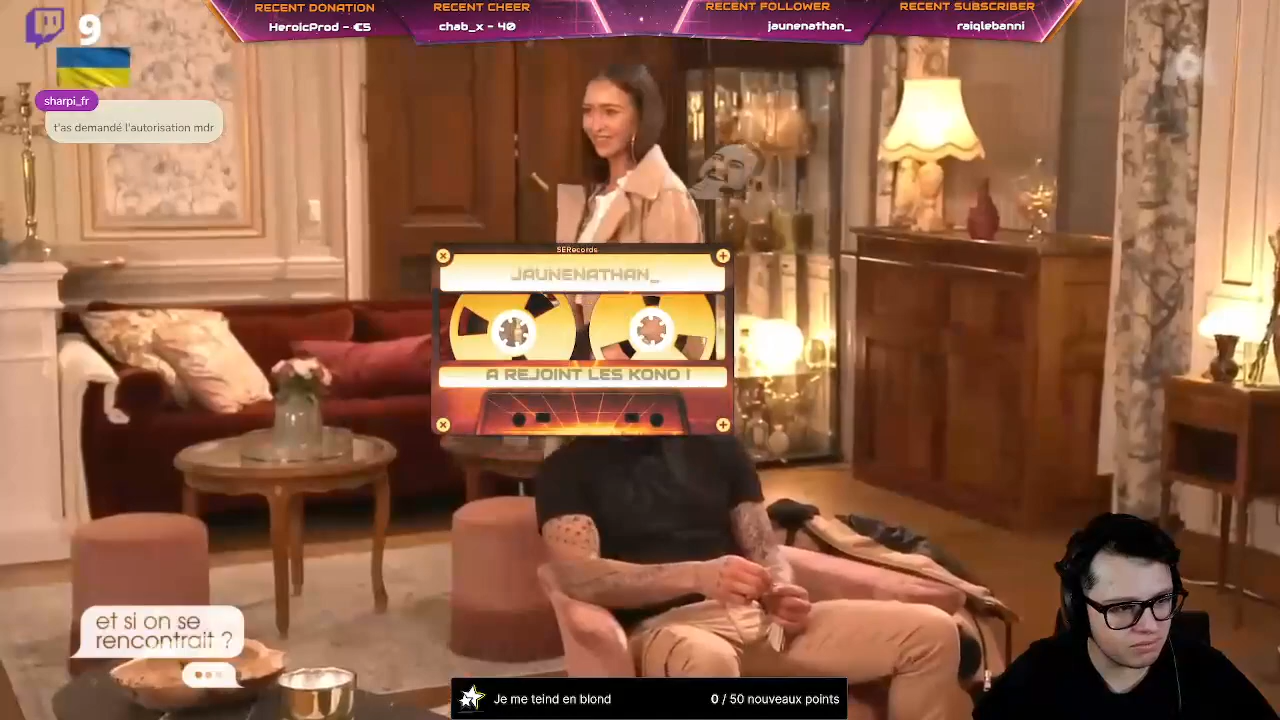 RECENT DONATION
HeroicProd - €5
RECENT CHEER
chab_x - 40
RECENT FOLLOWER
jaunenathan_
RECENT SUBSCRIBER
raiqlebanni
9
6
sharpi_fr
t'as demandé l'autorisation mdr
SERecords
JAUNENATHAN_
A REJOINT LES KONO !
et si on se
rencontrait ?
Je me teind en blond
0 / 50 nouveaux points